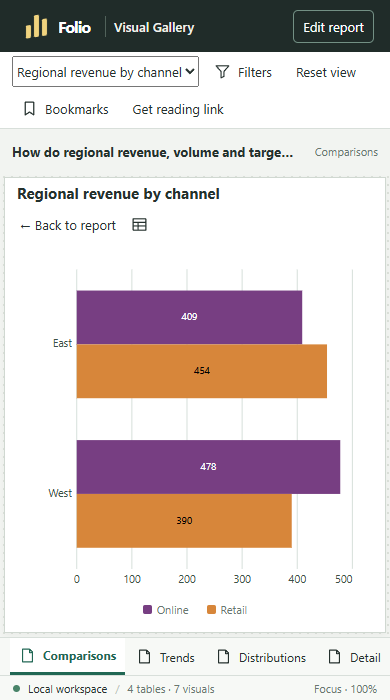 Folio
Visual Gallery
Edit report
Regional revenue by channel
Filters
Reset view
Bookmarks
Get reading link
How do regional revenue, volume and targe...
Comparisons
Regional revenue by channel
← Back to report
409
East
454
478
West
390
0 100 200 300 400 500
Online Retail
Comparisons Trends Distributions Detail
Local workspace / 4 tables · 7 visuals Focus · 100%